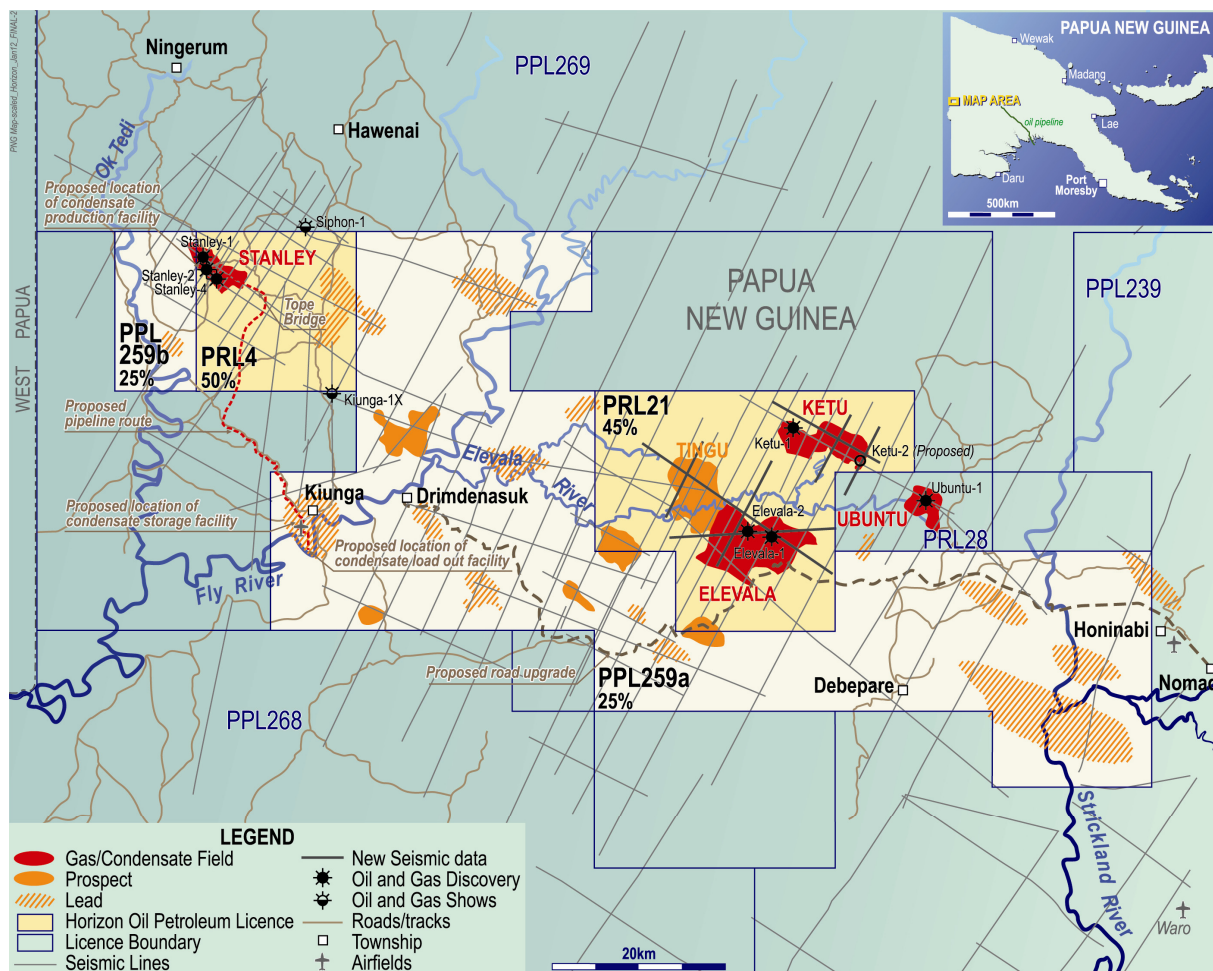 PNG Map-scaled_Horizon_Jan12_FINAL-2
Ningerum
PPL269
Hawenai
Ok Tedi
PAPUA NEW GUINEA
Wewak
Madang
MAP AREA
oil pipeline
Lae
Daru
Port
Moresby
500km
Proposed location
of condensate
production facility
Siphon-1
Stanley-1
STANLEY
Stanley-2
Stanley-4
Tope
Bridge
PAPUA
NEW GUINEA
PPL239
WEST PAPUA
PPL
259b
25%
PRL4
50%
Kiunga-1X
Proposed
pipeline route
PRL21
45%
KETU
Ketu-1
Ketu-2 (Proposed)
TINGU
Elevala
River
Drimdenasuk
Kiunga
Proposed location of
condensate storage facility
Ubuntu-1
UBUNTU
PRL28
Elevala-2
Elevala-1
ELEVALA
Proposed location of
condensate load out facility
Fly River
Honinabi
Nomad
Proposed road upgrade
PPL259a
25%
Debepare
PPL268
Strickland River
Waro
LEGEND
Gas/Condensate Field
Prospect
Lead
Horizon Oil Petroleum Licence
Licence Boundary
Seismic Lines
New Seismic data
Oil and Gas Discovery
Oil and Gas Shows
Roads/tracks
Township
Airfields
20km